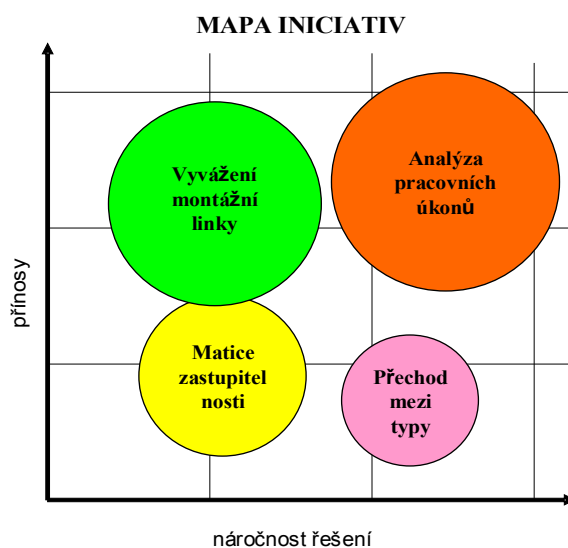 MAPA INICIATIV
Vyvážení
montážní
linky
Analýza
pracovních
úkonů
přínosy
Matice
zastupitel
nosti
Přechod
mezi
typy
náročnost řešení